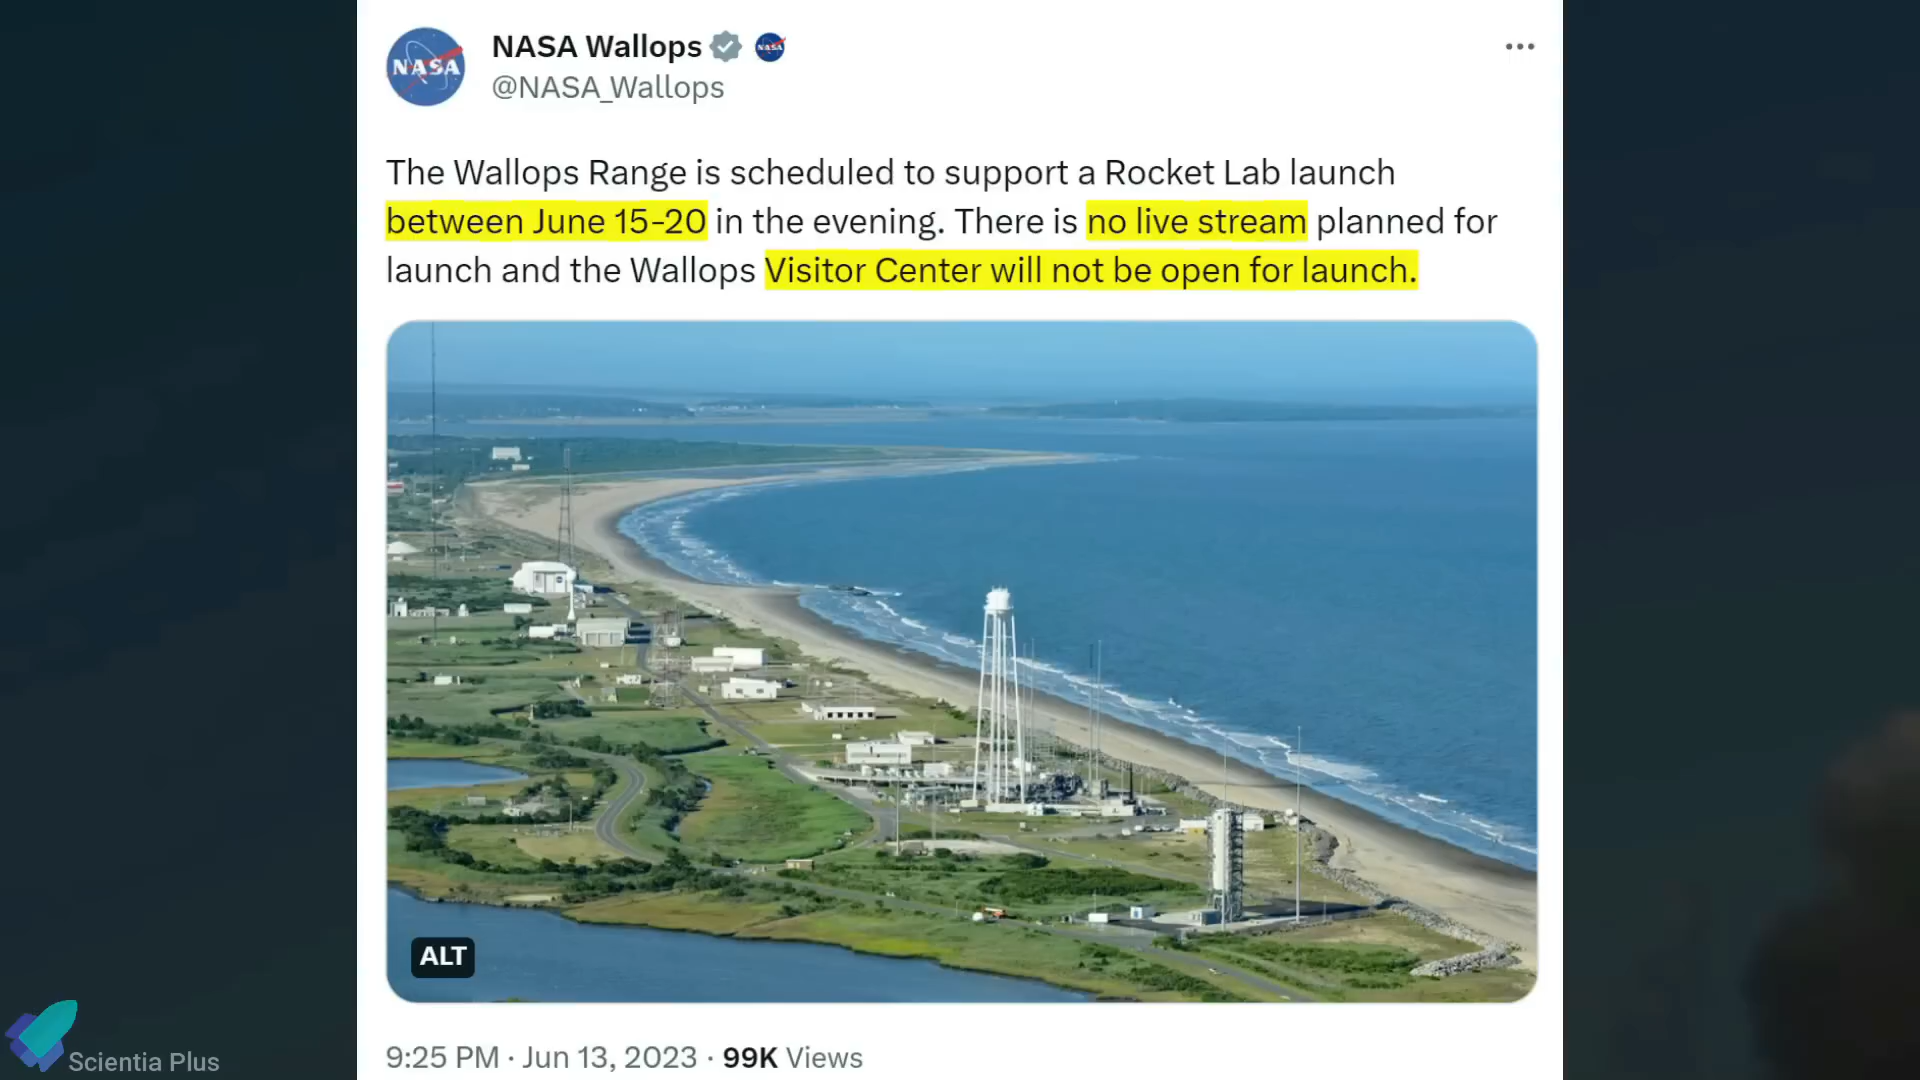 NASA Wallops
NASA
NASA
@NASA_Wallops
The Wallops Range is scheduled to support a Rocket Lab launch
between June 15-20 in the evening. There is no live stream planned for
launch and the Wallops Visitor Center will not be open for launch.
ALT
9:25 PM · Jun 13, 2023 · 99K Views
Scientia Plus